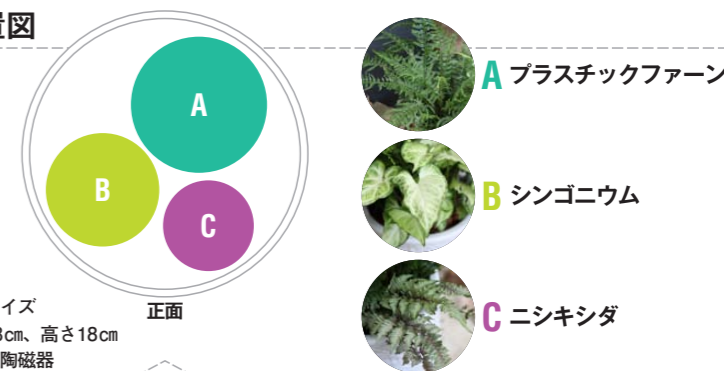 置図
A
B
C
正面
イズ
3cm、高さ18cm
陶磁器
A プラスチックファーン
B シンゴニウム
C ニシキシダ